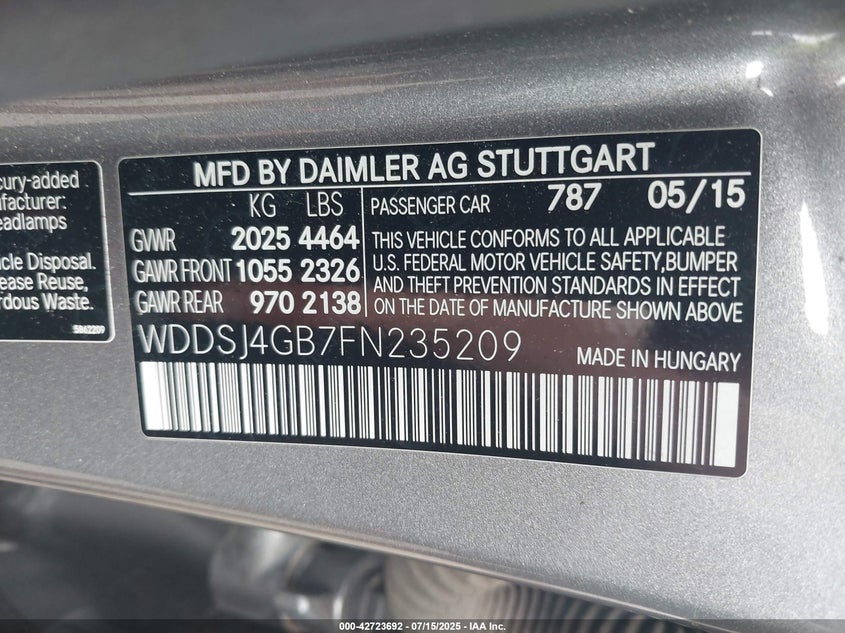 MFD BY DAIMLER AG STUTTGART
KG LBS
GVWR 2025 4464
GAWR FRONT 1055 2326
GAWR REAR 970 2138
PASSENGER CAR 787 05/15
THIS VEHICLE CONFORMS TO ALL APPLICABLE
U.S. FEDERAL MOTOR VEHICLE SAFETY,BUMPER
AND THEFT PREVENTION STANDARDS IN EFFECT
ON THE DATE OF MANUFACTURE SHOWN ABOVE
WDDSJ4GB7FN235209
MADE IN HUNGARY
cury-added
ufacturer:
eadlamps
cle Disposal.
ease Reuse,
rdous Waste.
000-42723692 - 07/15/2025 - IAA Inc.